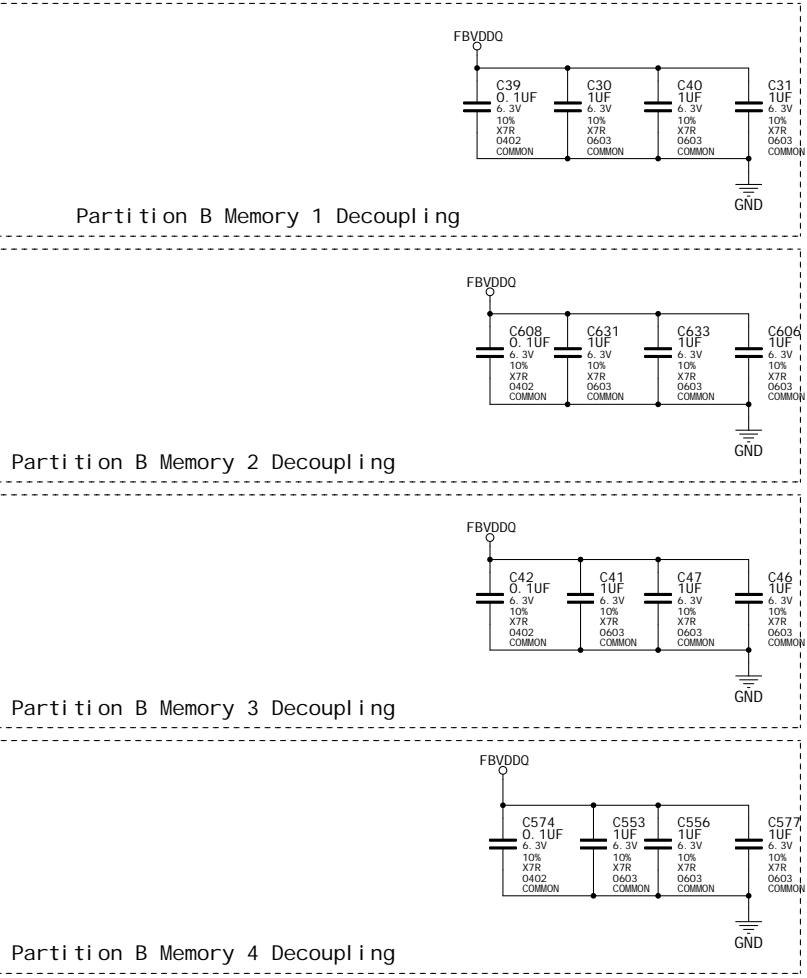 FBVDDQ
C39
0.1UF
6.3V
10%
X7R
0402
COMMON
C30
1UF
6.3V
10%
X7R
0603
COMMON
C40
1UF
6.3V
10%
X7R
0603
COMMON
C31
1UF
6.3V
10%
X7R
0603
COMMON
GND
Partition B Memory 1 Decoupling
FBVDDQ
C608
0.1UF
6.3V
10%
X7R
0402
COMMON
C631
1UF
6.3V
10%
X7R
0603
COMMON
C633
1UF
6.3V
10%
X7R
0603
COMMON
C606
1UF
6.3V
10%
X7R
0603
COMMON
GND
Partition B Memory 2 Decoupling
FBVDDQ
C42
0.1UF
6.3V
10%
X7R
0402
COMMON
C41
1UF
6.3V
10%
X7R
0603
COMMON
C47
1UF
6.3V
10%
X7R
0603
COMMON
C46
1UF
6.3V
10%
X7R
0603
COMMON
GND
Partition B Memory 3 Decoupling
FBVDDQ
C574
0.1UF
6.3V
10%
X7R
0402
COMMON
C553
1UF
6.3V
10%
X7R
0603
COMMON
C556
1UF
6.3V
10%
X7R
0603
COMMON
C577
1UF
6.3V
10%
X7R
0603
COMMON
GND
Partition B Memory 4 Decoupling